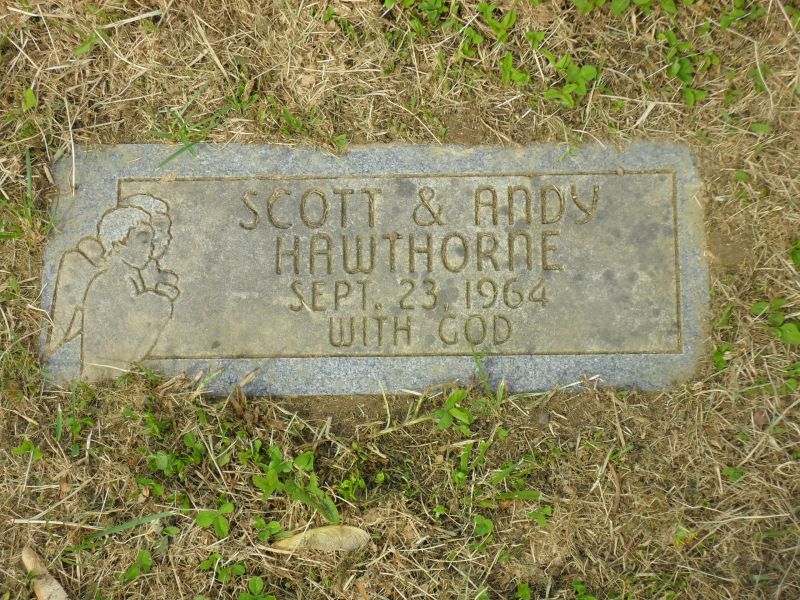 SCOTT & ANDY
HAWTHORNE
SEPT. 23, 1964
WITH GOD